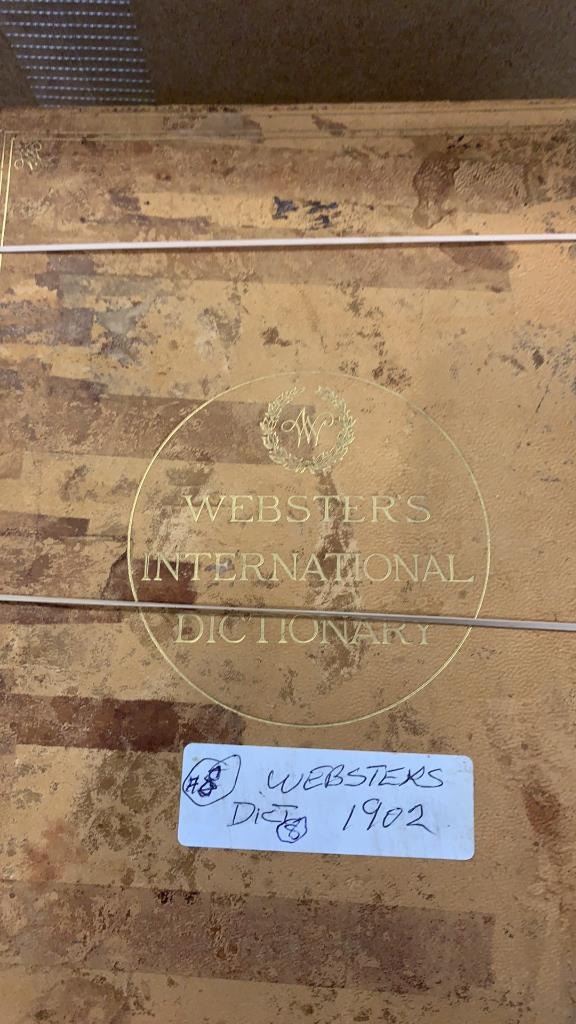 W
WEBSTER'S
INTERNATIONAL
DICTIONARY
#8 WEBSTERS
DICT 8 1902